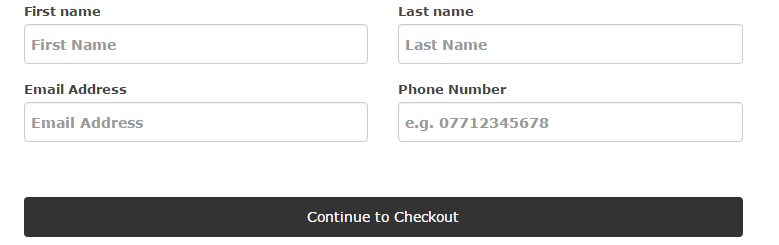 First name
Last name
First Name
Last Name
Email Address
Phone Number
Email Address
e.g. 07712345678
Continue to Checkout